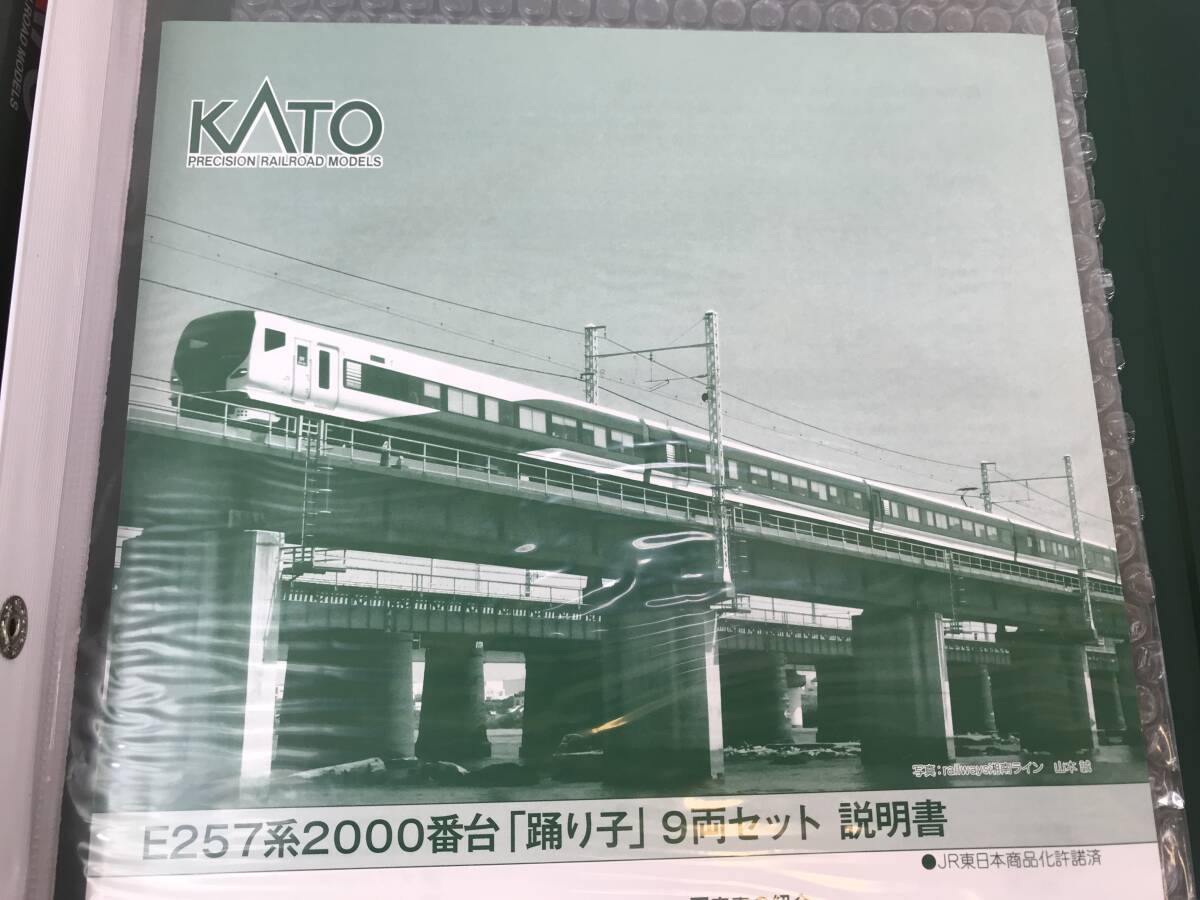 ROAD MODELS
KATO
PRECISION RAILROAD MODELS
写真：railways湘南ライン　山本 誠
E257系2000番台「踊り子」9両セット 説明書
●JR東日本商品化許諾済